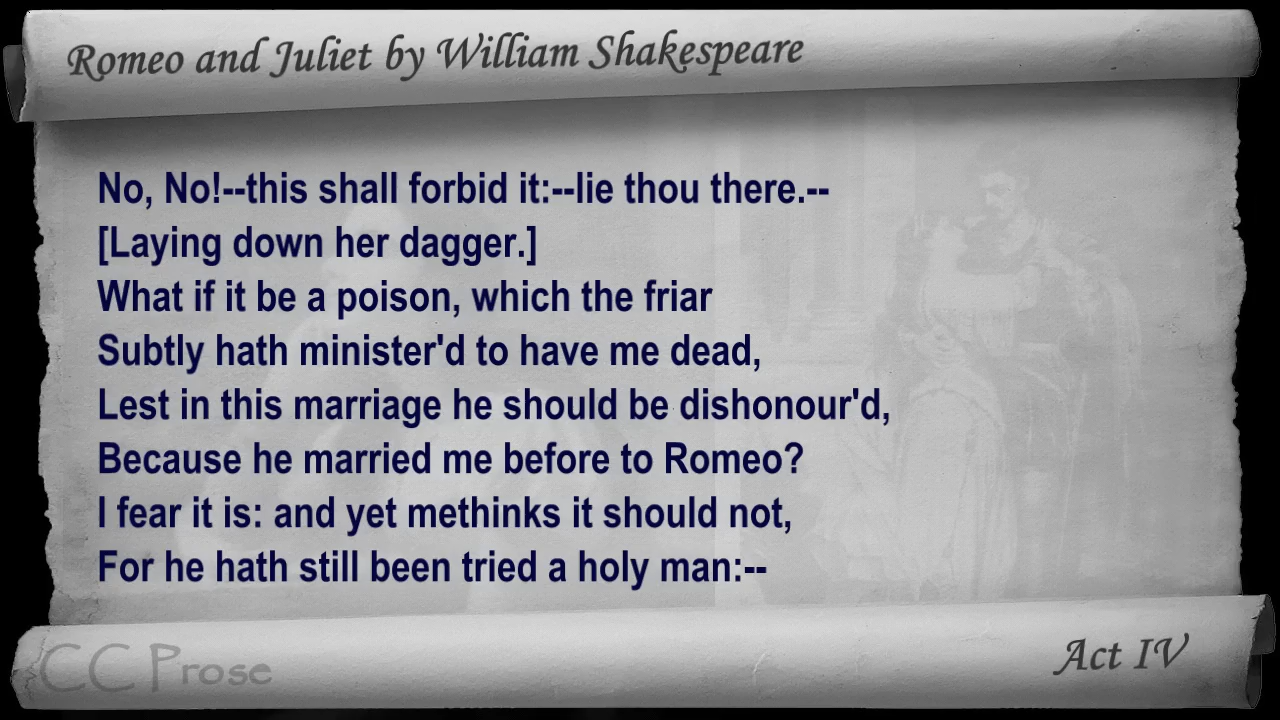 Romeo and Juliet by William Shakespeare
No, No!--this shall forbid it:--lie thou there.--
[Laying down her dagger.]
What if it be a poison, which the friar
Subtly hath minister'd to have me dead,
Lest in this marriage he should be dishonour'd,
Because he married me before to Romeo?
I fear it is: and yet methinks it should not,
For he hath still been tried a holy man:--
CC Prose
Act IV